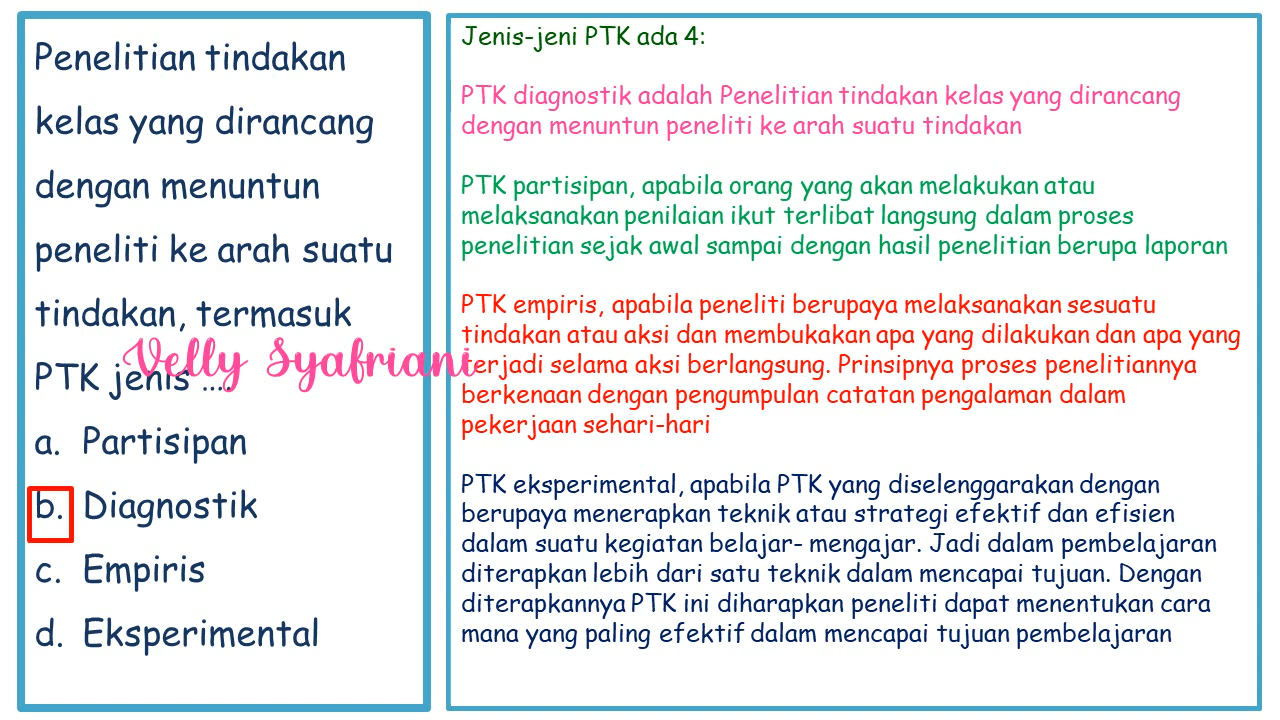 Penelitian tindakan
kelas yang dirancang
dengan menuntun
peneliti ke arah suatu
tindakan, termasuk
PTK jenis ....
Velly Syafriani
a. Partisipan
b. Diagnostik
c. Empiris
d. Eksperimental
Jenis-jeni PTK ada 4:
PTK diagnostik adalah Penelitian tindakan kelas yang dirancang
dengan menuntun peneliti ke arah suatu tindakan
PTK partisipan, apabila orang yang akan melakukan atau
melaksanakan penilaian ikut terlibat langsung dalam proses
penelitian sejak awal sampai dengan hasil penelitian berupa laporan
PTK empiris, apabila peneliti berupaya melaksanakan sesuatu
tindakan atau aksi dan membukakan apa yang dilakukan dan apa yang
terjadi selama aksi berlangsung. Prinsipnya proses penelitiannya
berkenaan dengan pengumpulan catatan pengalaman dalam
pekerjaan sehari-hari
PTK eksperimental, apabila PTK yang diselenggarakan dengan
berupaya menerapkan teknik atau strategi efektif dan efisien
dalam suatu kegiatan belajar- mengajar. Jadi dalam pembelajaran
diterapkan lebih dari satu teknik dalam mencapai tujuan. Dengan
diterapkannya PTK ini diharapkan peneliti dapat menentukan cara
mana yang paling efektif dalam mencapai tujuan pembelajaran